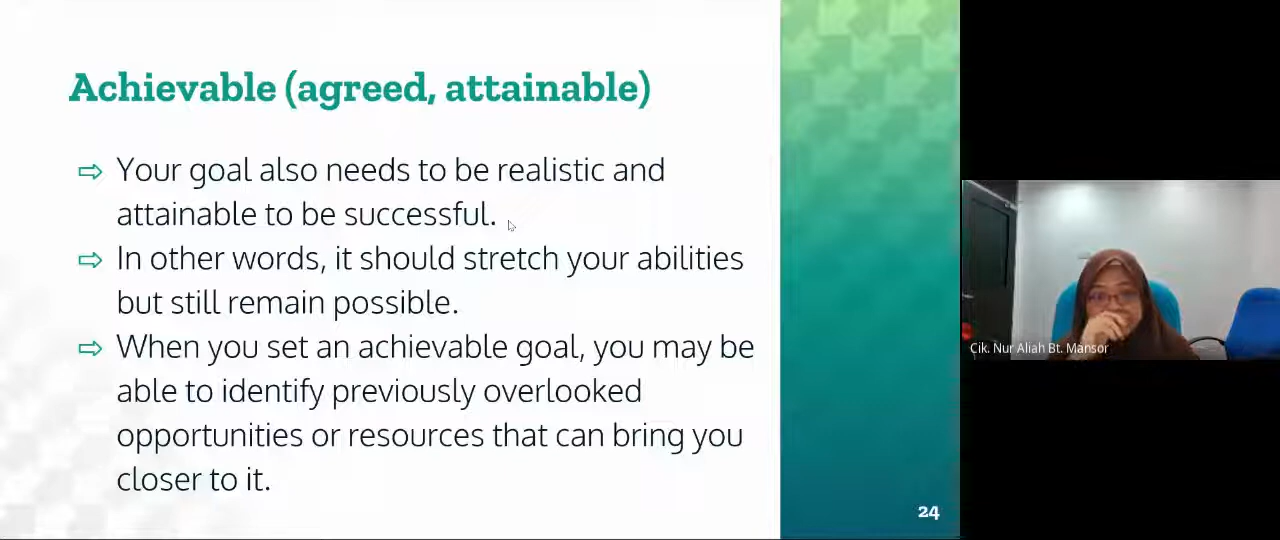 Achievable (agreed, attainable)
⇨ Your goal also needs to be realistic and
attainable to be successful.
⇨ In other words, it should stretch your abilities
but still remain possible.
⇨ When you set an achievable goal, you may be
able to identify previously overlooked
opportunities or resources that can bring you
closer to it.
24
Cik. Nur Aliah Bt. Mansor